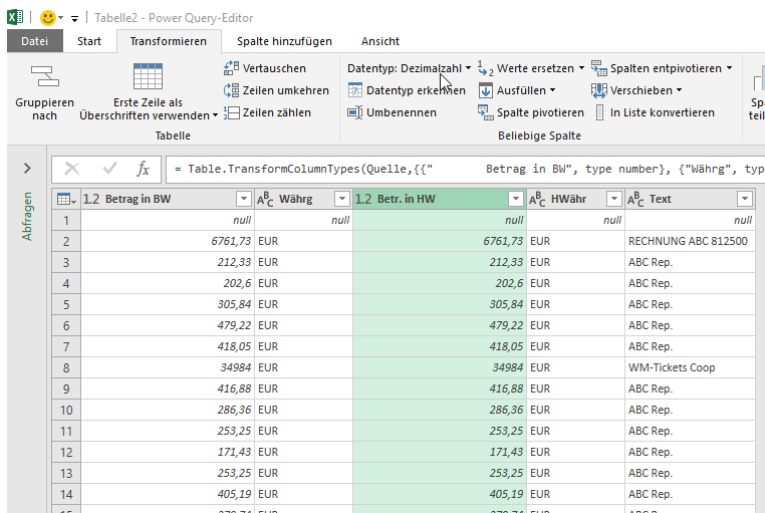 Tabelle2 - Power Query-Editor
Datei Start Transformieren Spalte hinzufügen Ansicht
Gruppieren nach
Erste Zeile als Überschriften verwenden
Vertauschen
Zeilen umkehren
Zeilen zählen
Tabelle
Datentyp: Dezimalzahl
Datentyp erkennen
Umbenennen
Werte ersetzen
Ausfüllen
Spalte pivotieren
Spalten entpivotieren
Verschieben
In Liste konvertieren
Beliebige Spalte
Abfragen
fx = Table.TransformColumnTypes(Quelle,{{" Betrag in BW", type number}, {"Währg", typ
1.2 Betrag in BW ABC Währg 1.2 Betr. in HW ABC HWähr ABC Text
1 null null null null null
2 6761,73 EUR 6761,73 EUR RECHNUNG ABC 812500
3 212,33 EUR 212,33 EUR ABC Rep.
4 202,6 EUR 202,6 EUR ABC Rep.
5 305,84 EUR 305,84 EUR ABC Rep.
6 479,22 EUR 479,22 EUR ABC Rep.
7 418,05 EUR 418,05 EUR ABC Rep.
8 34984 EUR 34984 EUR WM-Tickets Coop
9 416,88 EUR 416,88 EUR ABC Rep.
10 286,36 EUR 286,36 EUR ABC Rep.
11 253,25 EUR 253,25 EUR ABC Rep.
12 171,43 EUR 171,43 EUR ABC Rep.
13 253,25 EUR 253,25 EUR ABC Rep.
14 405,19 EUR 405,19 EUR ABC Rep.